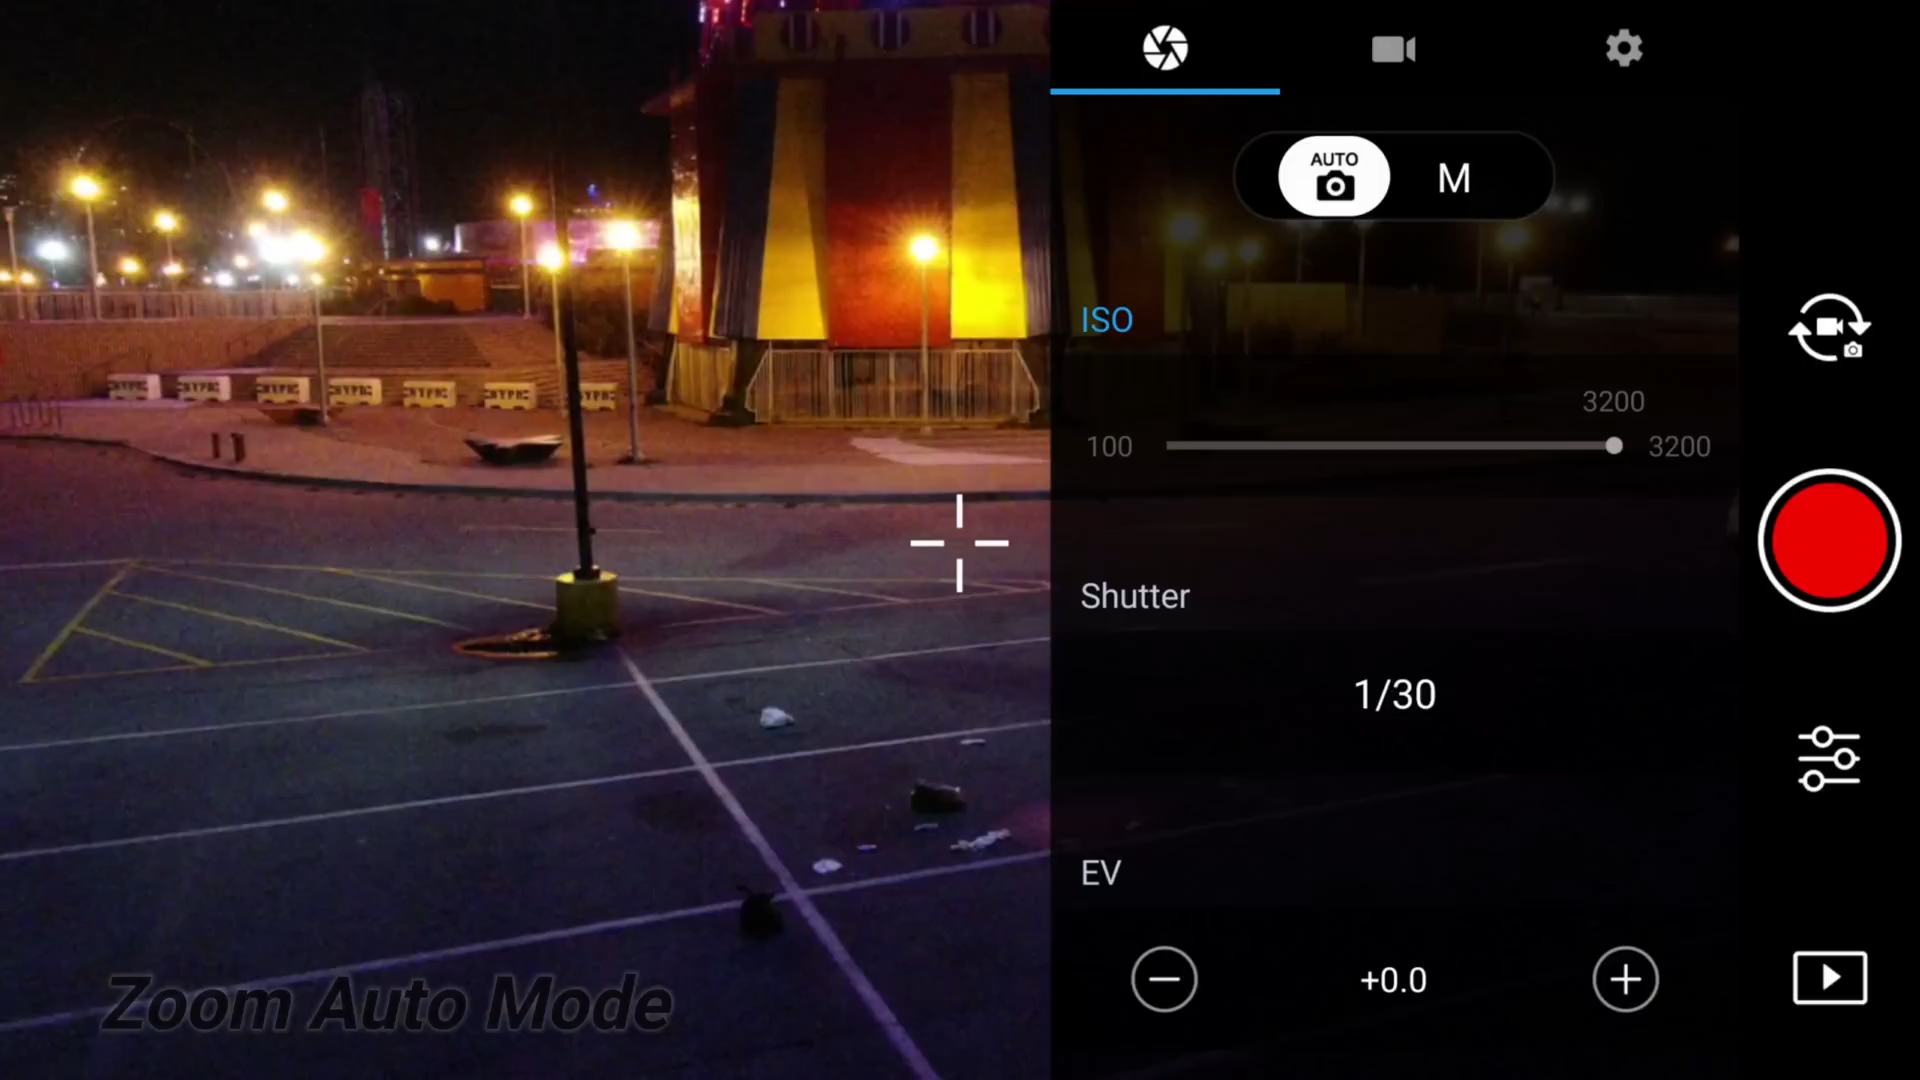 AUTO
M
ISO
3200
100
3200
Shutter
1/30
EV
+0.0
Zoom Auto Mode